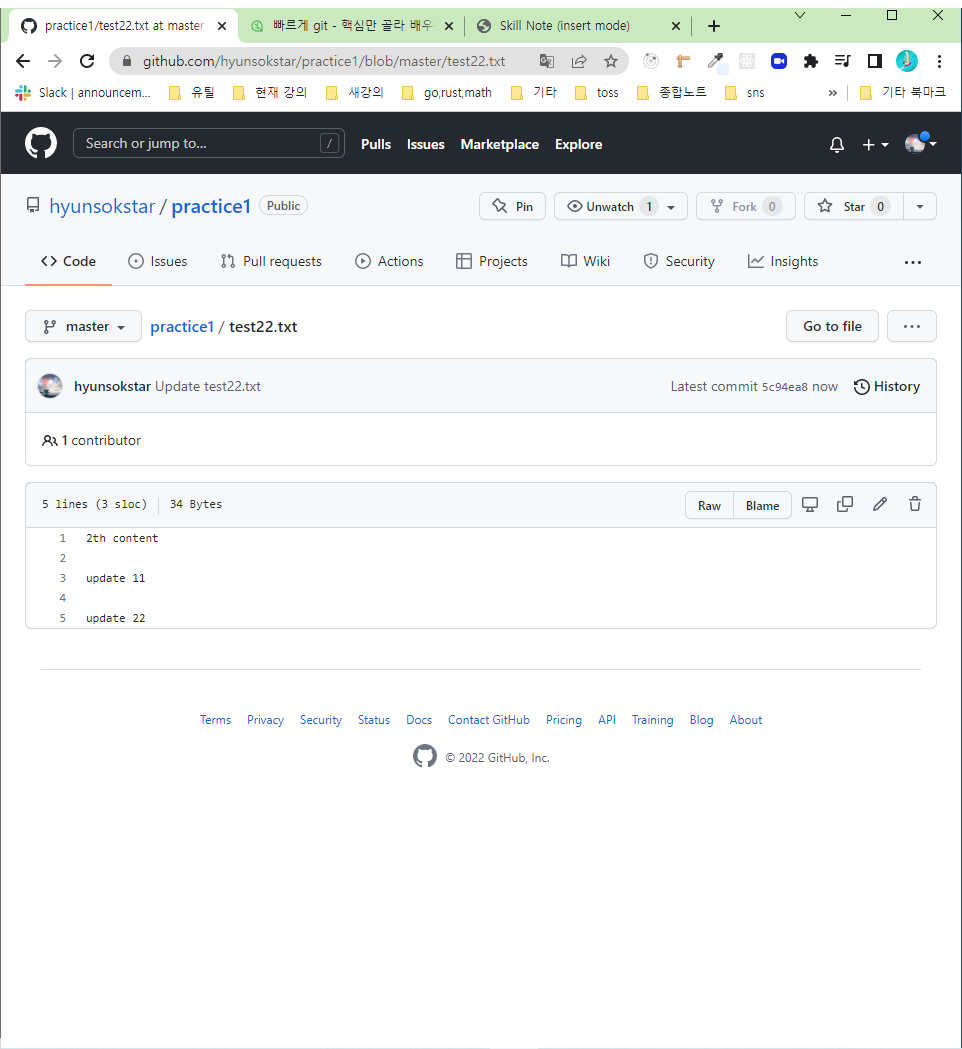 practice1/test22.txt at master
빠르게 git - 핵심만 골라 배우
Skill Note (insert mode)
github.com/hyunsokstar/practice1/blob/master/test22.txt
Slack | announcem... 유틸 현재 강의 새강의 go,rust,math 기타 toss 종합노트 sns » 기타 북마크
Search or jump to... / Pulls Issues Marketplace Explore
hyunsokstar / practice1 Public Pin Unwatch 1 Fork 0 Star 0
Code Issues Pull requests Actions Projects Wiki Security Insights
master practice1 / test22.txt Go to file
hyunsokstar Update test22.txt Latest commit 5c94ea8 now History
1 contributor
5 lines (3 sloc) 34 Bytes Raw Blame
1 2th content
2
3 update 11
4
5 update 22
Terms Privacy Security Status Docs Contact GitHub Pricing API Training Blog About
© 2022 GitHub, Inc.